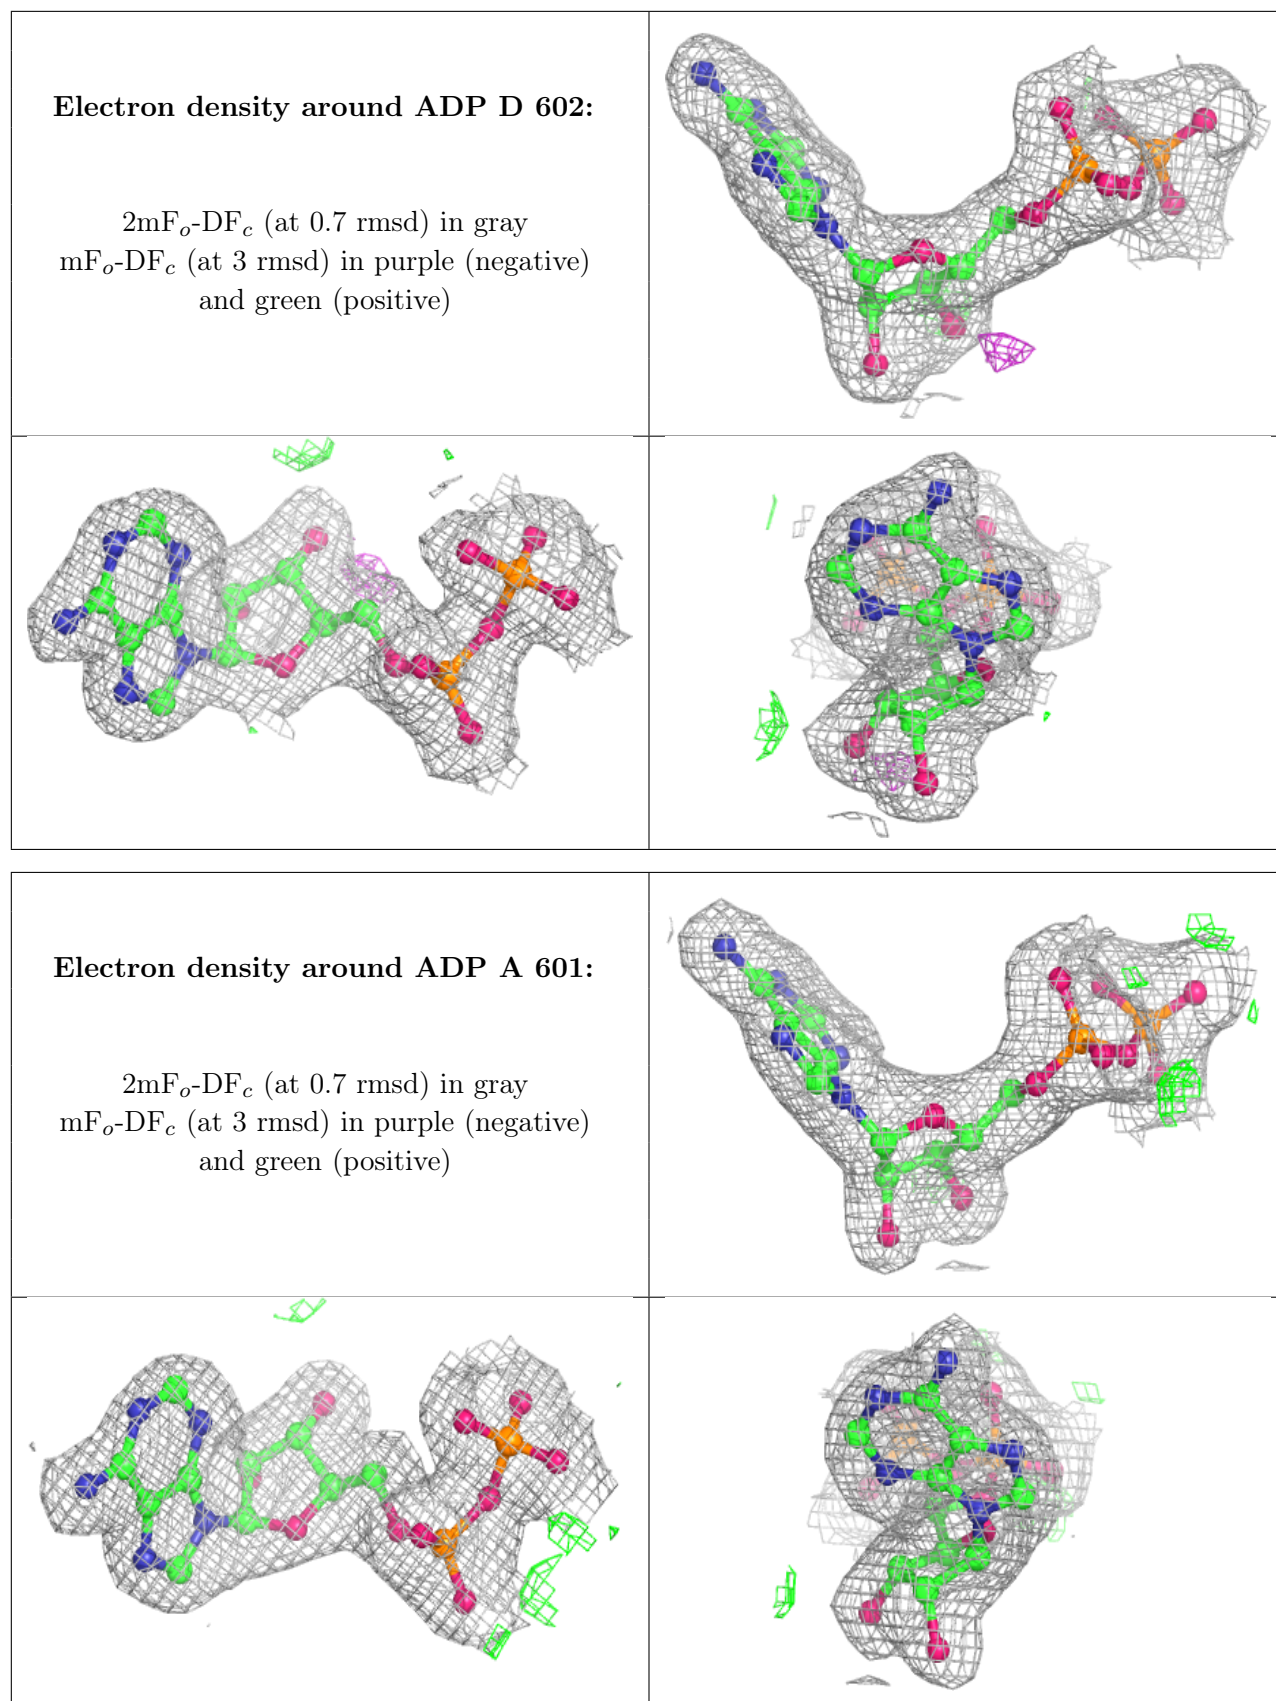 Electron density around ADP D 602:
2mFo-DFc (at 0.7 rmsd) in gray
mFo-DFc (at 3 rmsd) in purple (negative)
and green (positive)
Electron density around ADP A 601:
2mFo-DFc (at 0.7 rmsd) in gray
mFo-DFc (at 3 rmsd) in purple (negative)
and green (positive)